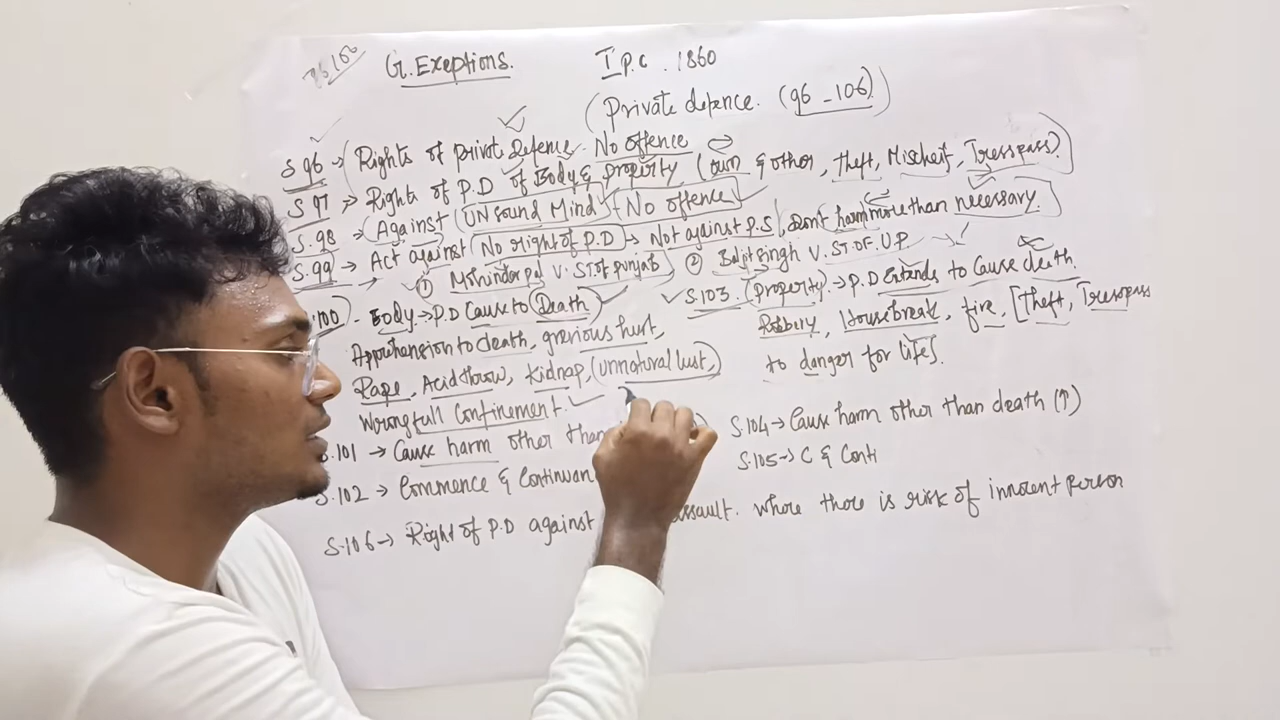 96 100
G. Exeptions.
I P.C . 1860
(Private defence. (96 - 106))
S 96 → (Rights of private Defence. No offence
S 97 → Rights of P.D of Body & property (own & other, theft, Mischeif, Tresspass).
S.98 → (Against (UNsound Mind) (No offence)
S.99 → Act against (No right of P.D) → Not against P.S, Don't harm more than necessary.
① Mohinder pal V. ST of punjab ② Baljit singh V. ST OF. U.P
.100) - Body → P.D Cause to (Death)
Apprehension to death, grevious hurt,
Rape, Acid throw, Kidnap, (unnatural lust,)
Wrongfull Confinement.
S.103. (property) → P.D Extends to Cause death.
Robbery, Housebreak, fire, [Theft, Tresspass
to danger for life].
S.101 → Cause harm other than
S.104 → Cause harm other than death (↑)
S.102 → Commence & Continuan
S.105 → C & Conti
S.106 → Right of P.D against assault. where there is risk of innocent person